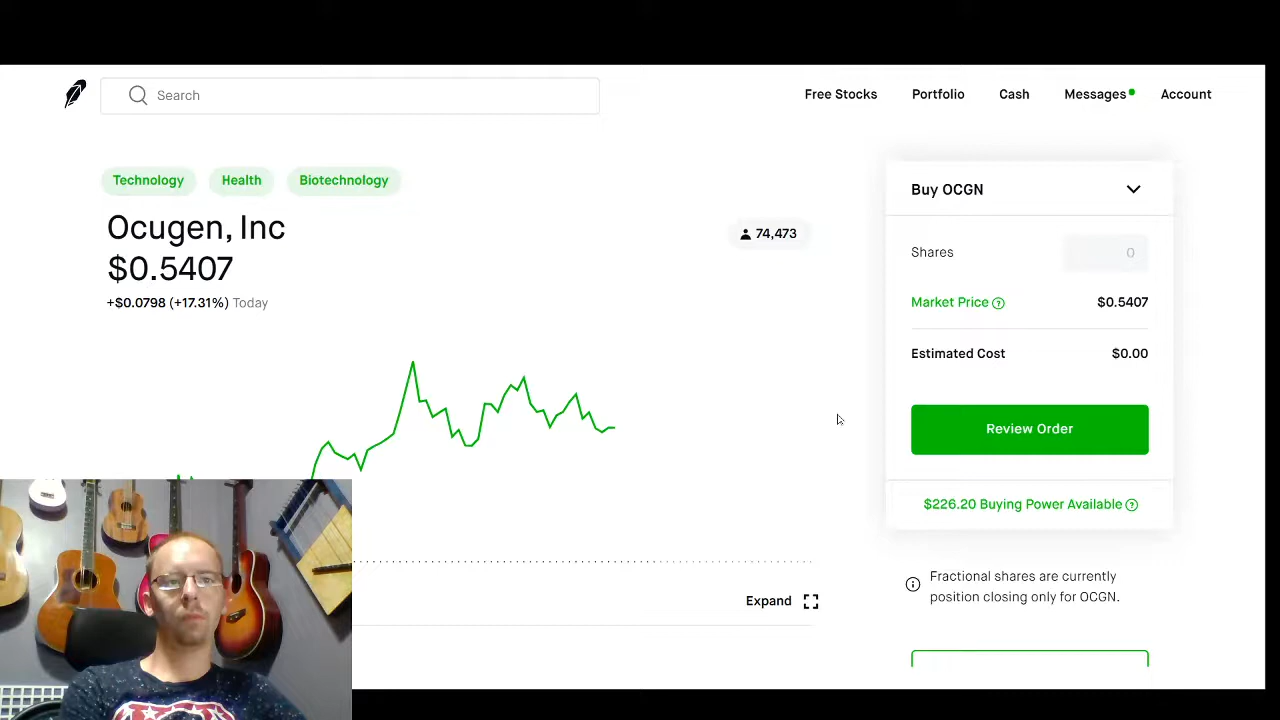 Search
Free Stocks Portfolio Cash Messages Account
Technology Health Biotechnology
Ocugen, Inc
$0.5407
+$0.0798 (+17.31%) Today
74,473
Expand
Buy OCGN
Shares 0
Market Price $0.5407
Estimated Cost $0.00
Review Order
$226.20 Buying Power Available
Fractional shares are currently
position closing only for OCGN.